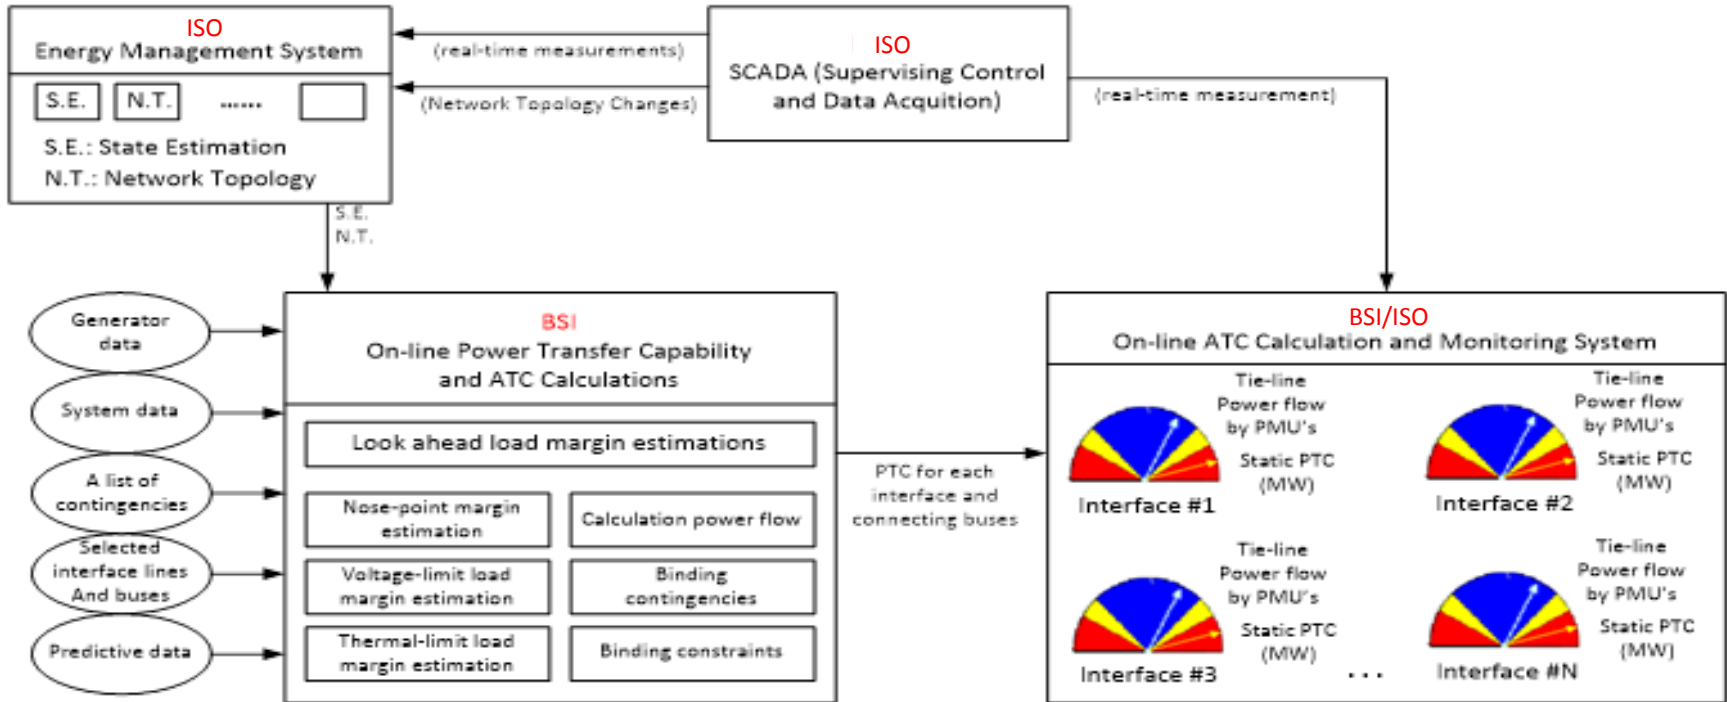 ISO
Energy Management System
S.E.
N.T.
......
S.E.: State Estimation
N.T.: Network Topology
(real-time measurements)
(Network Topology Changes)
ISO
SCADA (Supervising Control
and Data Acquition)
(real-time measurement)
S.E.
N.T.
Generator
data
System data
A list of
contingencies
Selected
interface lines
And buses
Predictive data
BSI
On-line Power Transfer Capability
and ATC Calculations
Look ahead load margin estimations
Nose-point margin
estimation
Calculation power flow
Voltage-limit load
margin estimation
Binding
contingencies
Thermal-limit load
margin estimation
Binding constraints
PTC for each
interface and
connecting buses
BSI/ISO
On-line ATC Calculation and Monitoring System
Tie-line
Power flow
by PMU's
Static PTC
(MW)
Interface #1
Tie-line
Power flow
by PMU's
Static PTC
(MW)
Interface #2
Tie-line
Power flow
by PMU's
Static PTC
(MW)
Interface #3
...
Tie-line
Power flow
by PMU's
Static PTC
(MW)
Interface #N